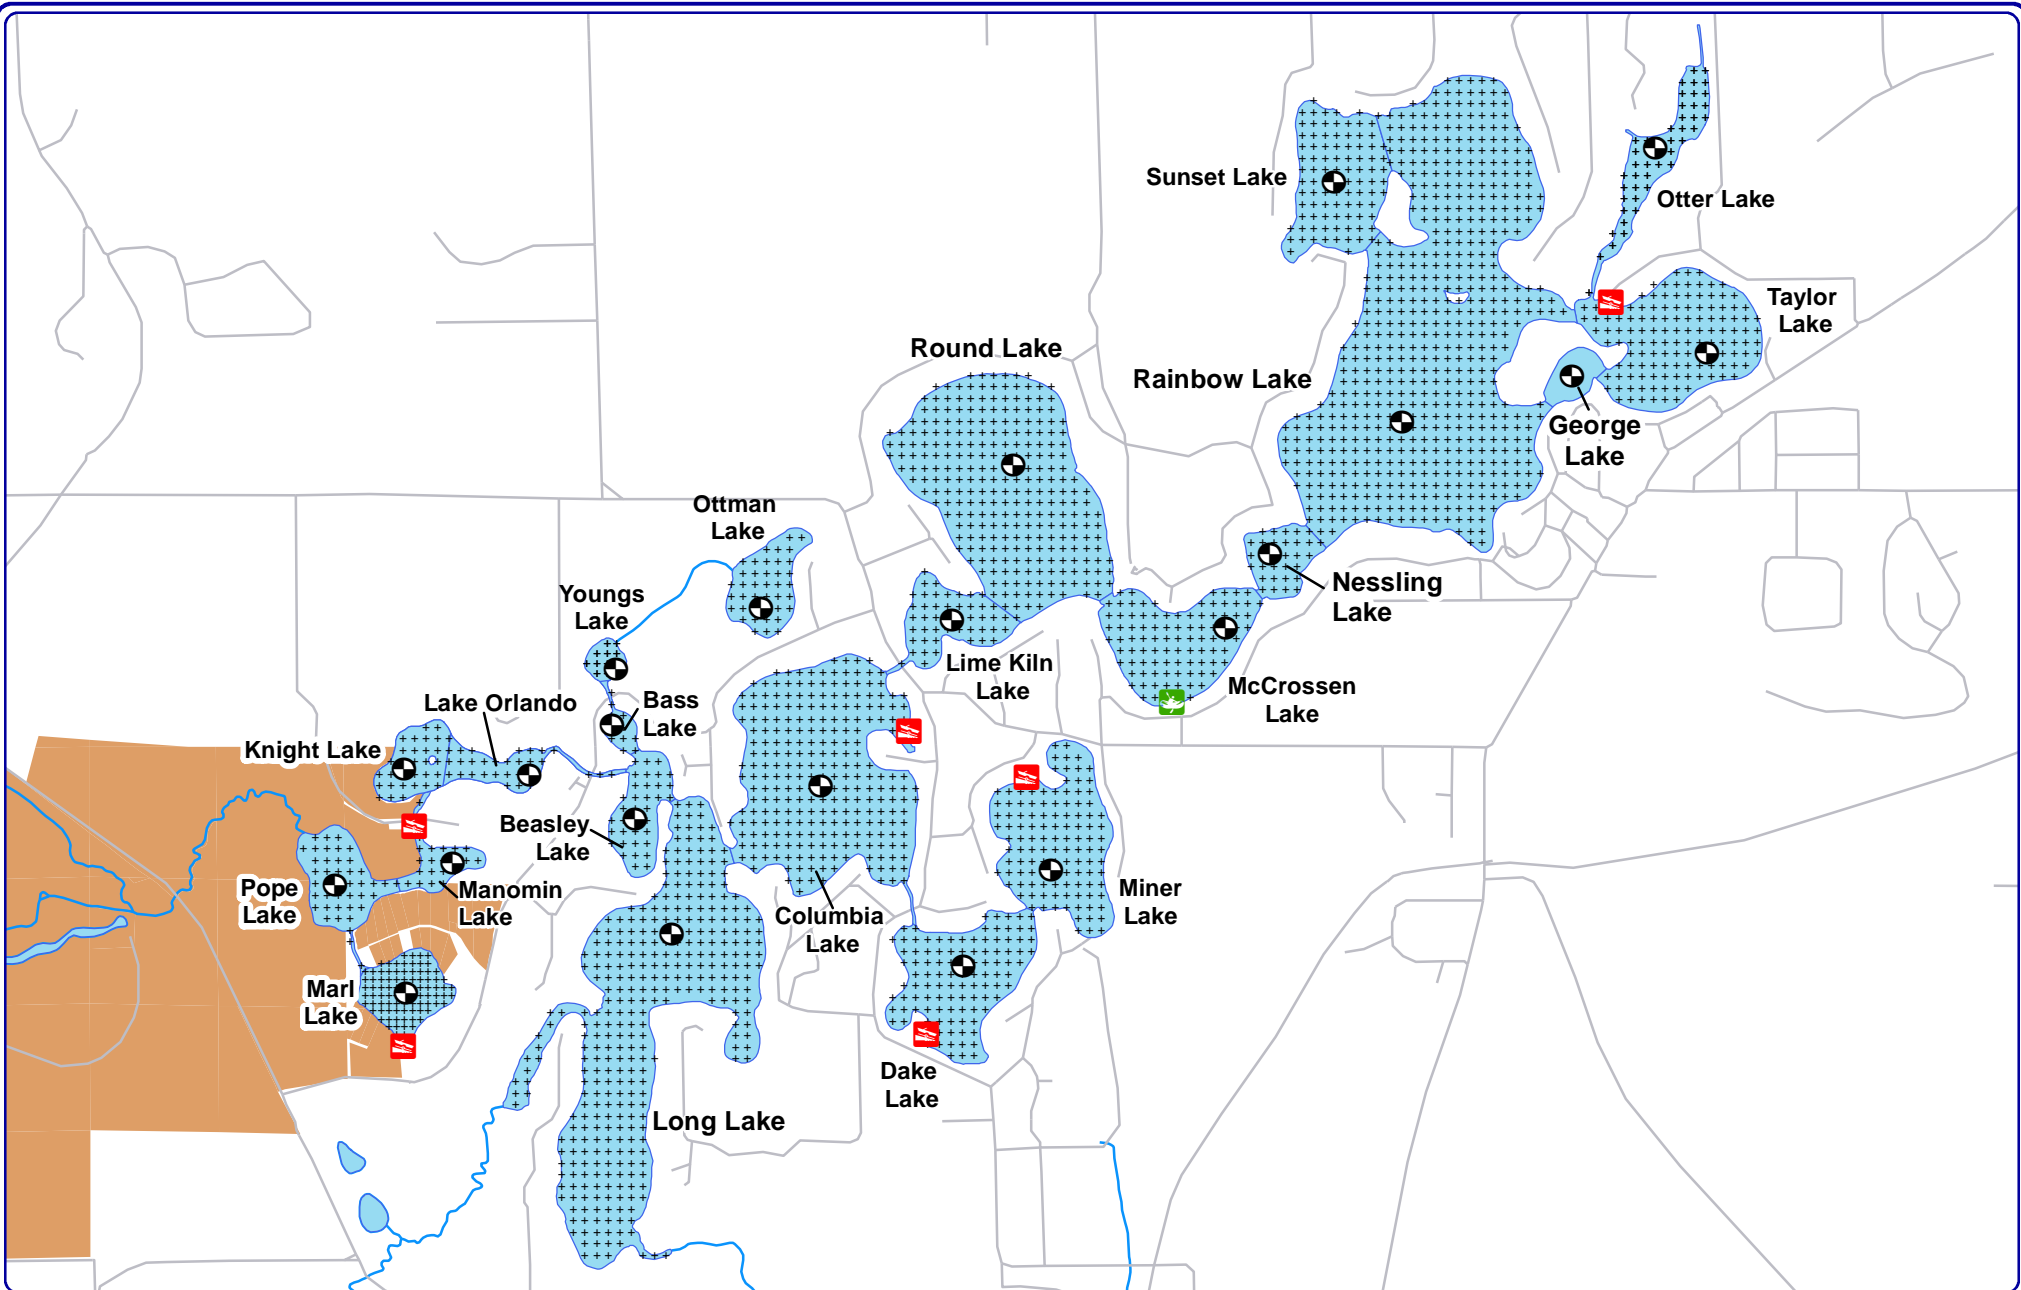 Sunset Lake
Otter Lake
Taylor
Lake
Round Lake
Rainbow Lake
George
Lake
Ottman
Lake
Nessling
Lake
Youngs
Lake
Lime Kiln
Lake
McCrossen
Lake
Bass
Lake
Lake Orlando
Knight Lake
Beasley
Lake
Pope
Lake
Manomin
Lake
Columbia
Lake
Miner
Lake
Marl
Lake
Dake
Lake
Long Lake